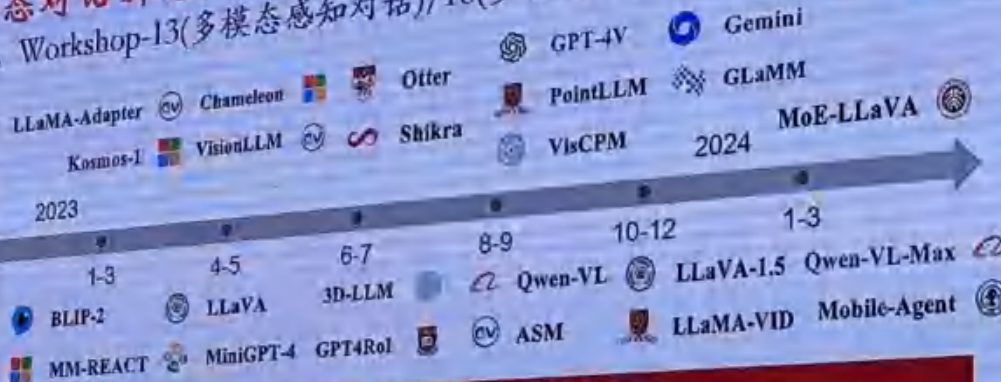 Workshop-13(多模态感知对话)/
GPT-4V Gemini
LLaMA-Adapter Chameleon Otter PointLLM GLaMM
Kosmos-1 VisionLLM Shikra VisCPM MoE-LLaVA
2023 2024
1-3 4-5 6-7 8-9 10-12 1-3
BLIP-2 LLaVA 3D-LLM Qwen-VL LLaVA-1.5 Qwen-VL-Max
MM-REACT MiniGPT-4 GPT4RoI ASM LLaMA-VID Mobile-Agent